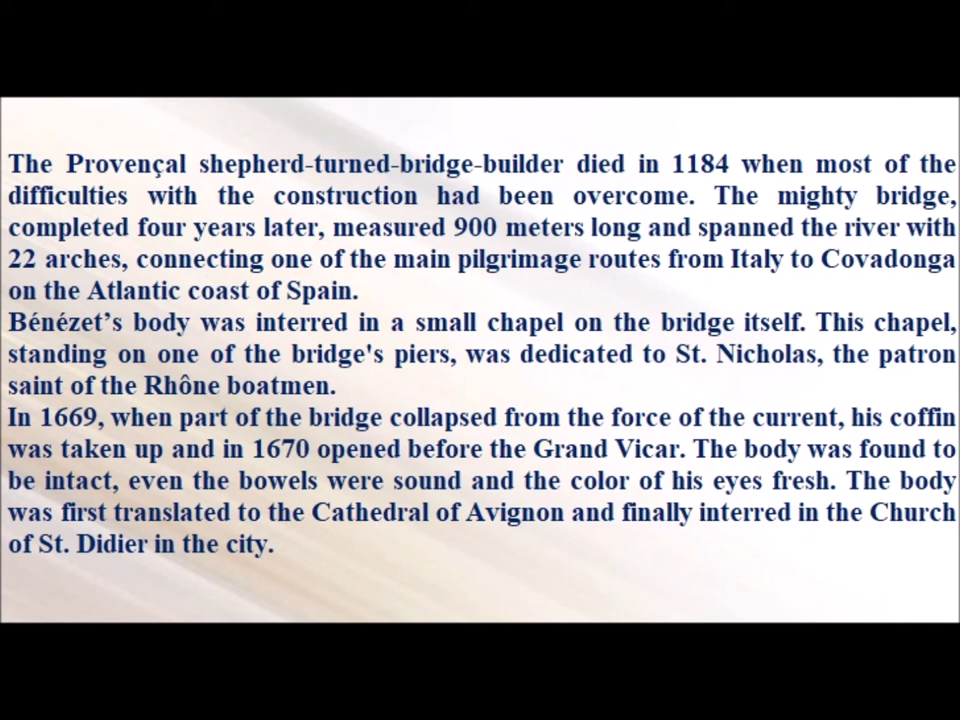 The Provençal shepherd-turned-bridge-builder died in 1184 when most of the
difficulties with the construction had been overcome. The mighty bridge,
completed four years later, measured 900 meters long and spanned the river with
22 arches, connecting one of the main pilgrimage routes from Italy to Covadonga
on the Atlantic coast of Spain.
Bénézet’s body was interred in a small chapel on the bridge itself. This chapel,
standing on one of the bridge's piers, was dedicated to St. Nicholas, the patron
saint of the Rhône boatmen.
In 1669, when part of the bridge collapsed from the force of the current, his coffin
was taken up and in 1670 opened before the Grand Vicar. The body was found to
be intact, even the bowels were sound and the color of his eyes fresh. The body
was first translated to the Cathedral of Avignon and finally interred in the Church
of St. Didier in the city.